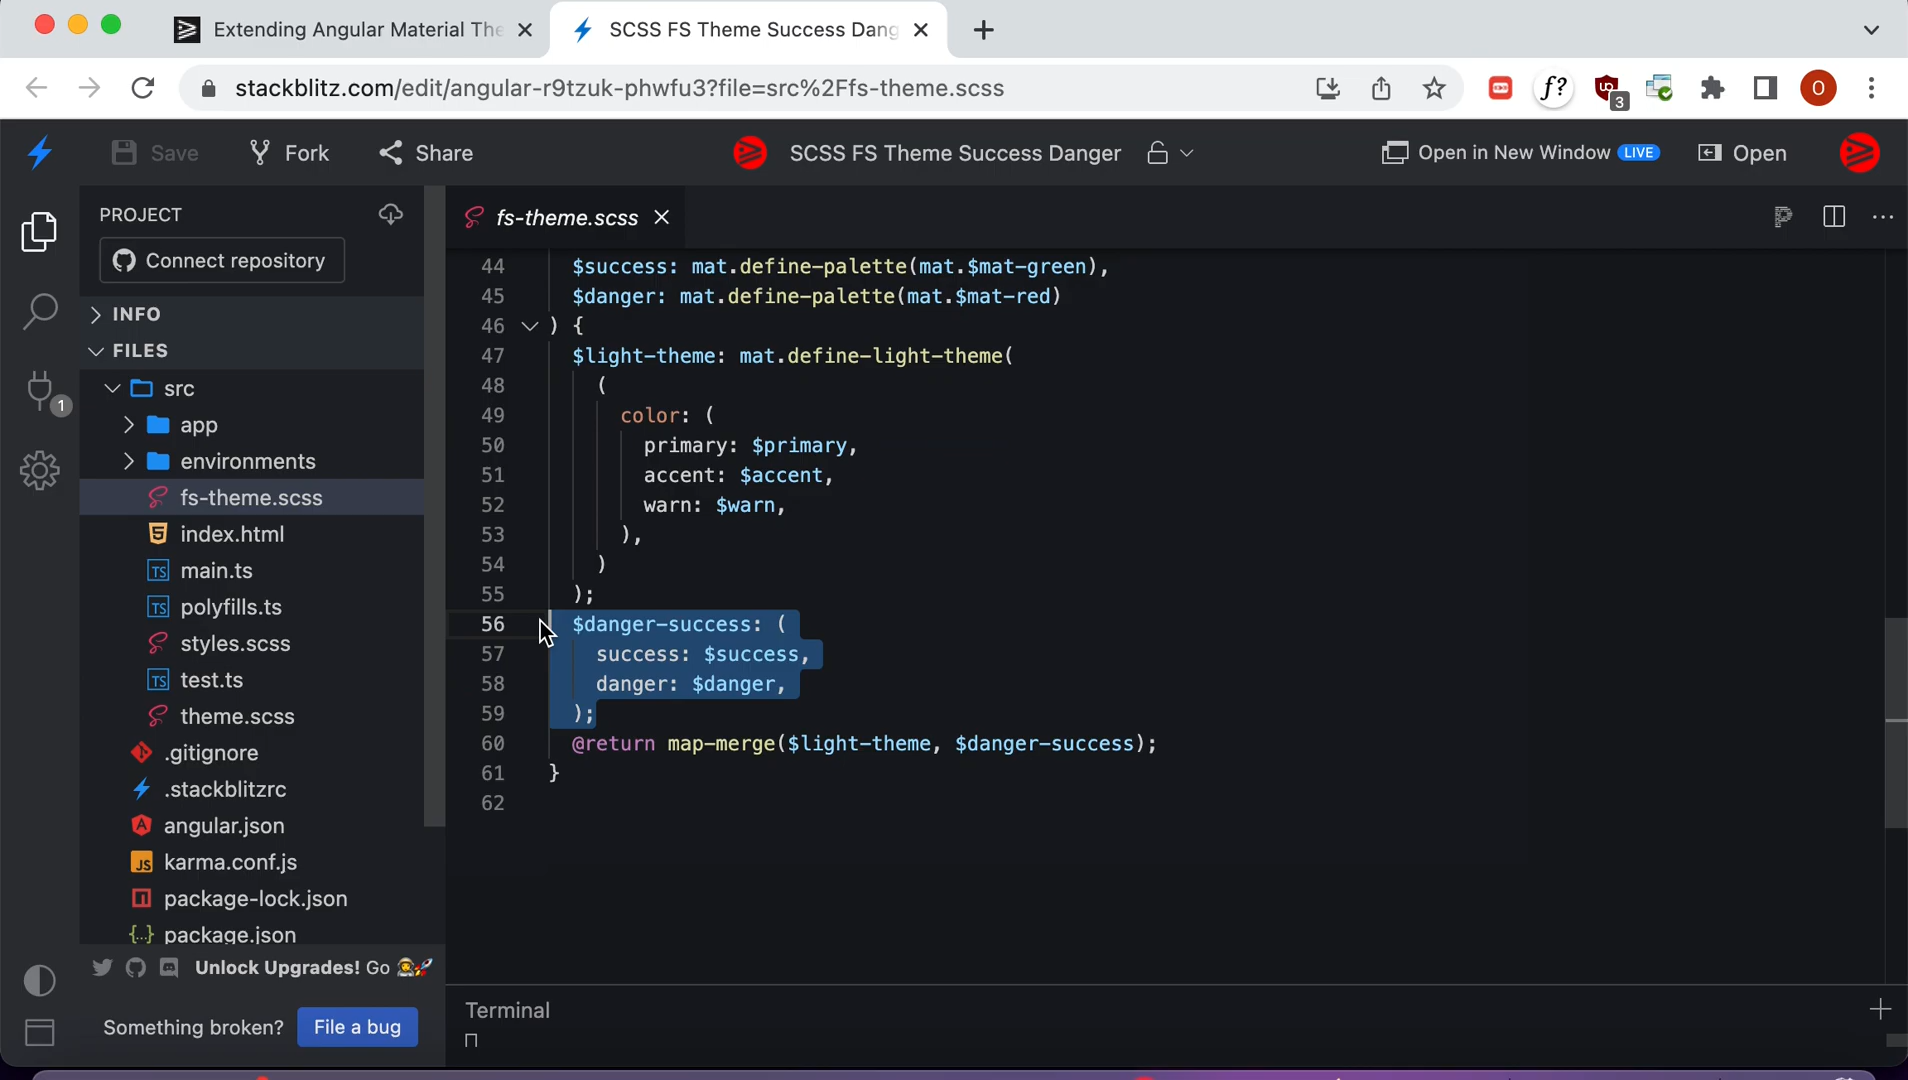 Extending Angular Material The
SCSS FS Theme Success Dang
stackblitz.com/edit/angular-r9tzuk-phwfu3?file=src%2Ffs-theme.scss
f?
3
O
Save
Fork
Share
SCSS FS Theme Success Danger
Open in New Window LIVE
Open
PROJECT
Connect repository
INFO
FILES
1
src
app
environments
fs-theme.scss
index.html
main.ts
polyfills.ts
styles.scss
test.ts
theme.scss
.gitignore
.stackblitzrc
angular.json
karma.conf.js
package-lock.json
package.json
Unlock Upgrades! Go 👩‍🚀🚀
Something broken? File a bug
fs-theme.scss
44 $success: mat.define-palette(mat.$mat-green),
45 $danger: mat.define-palette(mat.$mat-red)
46 ) {
47 $light-theme: mat.define-light-theme(
48 (
49 color: (
50 primary: $primary,
51 accent: $accent,
52 warn: $warn,
53 ),
54 )
55 );
56 $danger-success: (
57 success: $success,
58 danger: $danger,
59 );
60 @return map-merge($light-theme, $danger-success);
61 }
62
Terminal